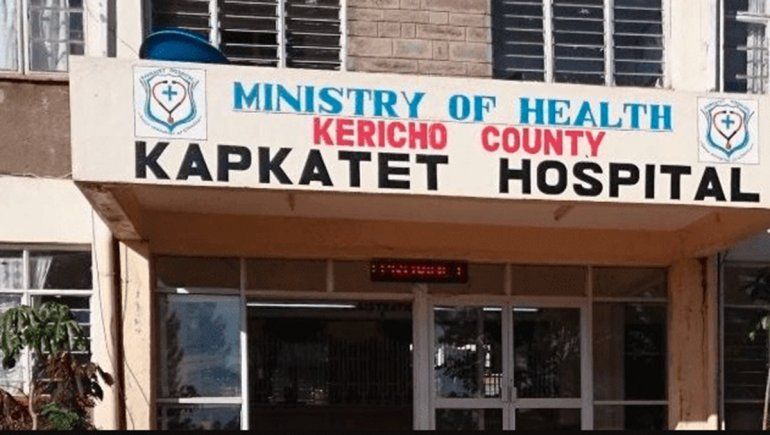 MINISTRY OF HEALTH
KERICHO COUNTY
KAPKATET HOSPITAL